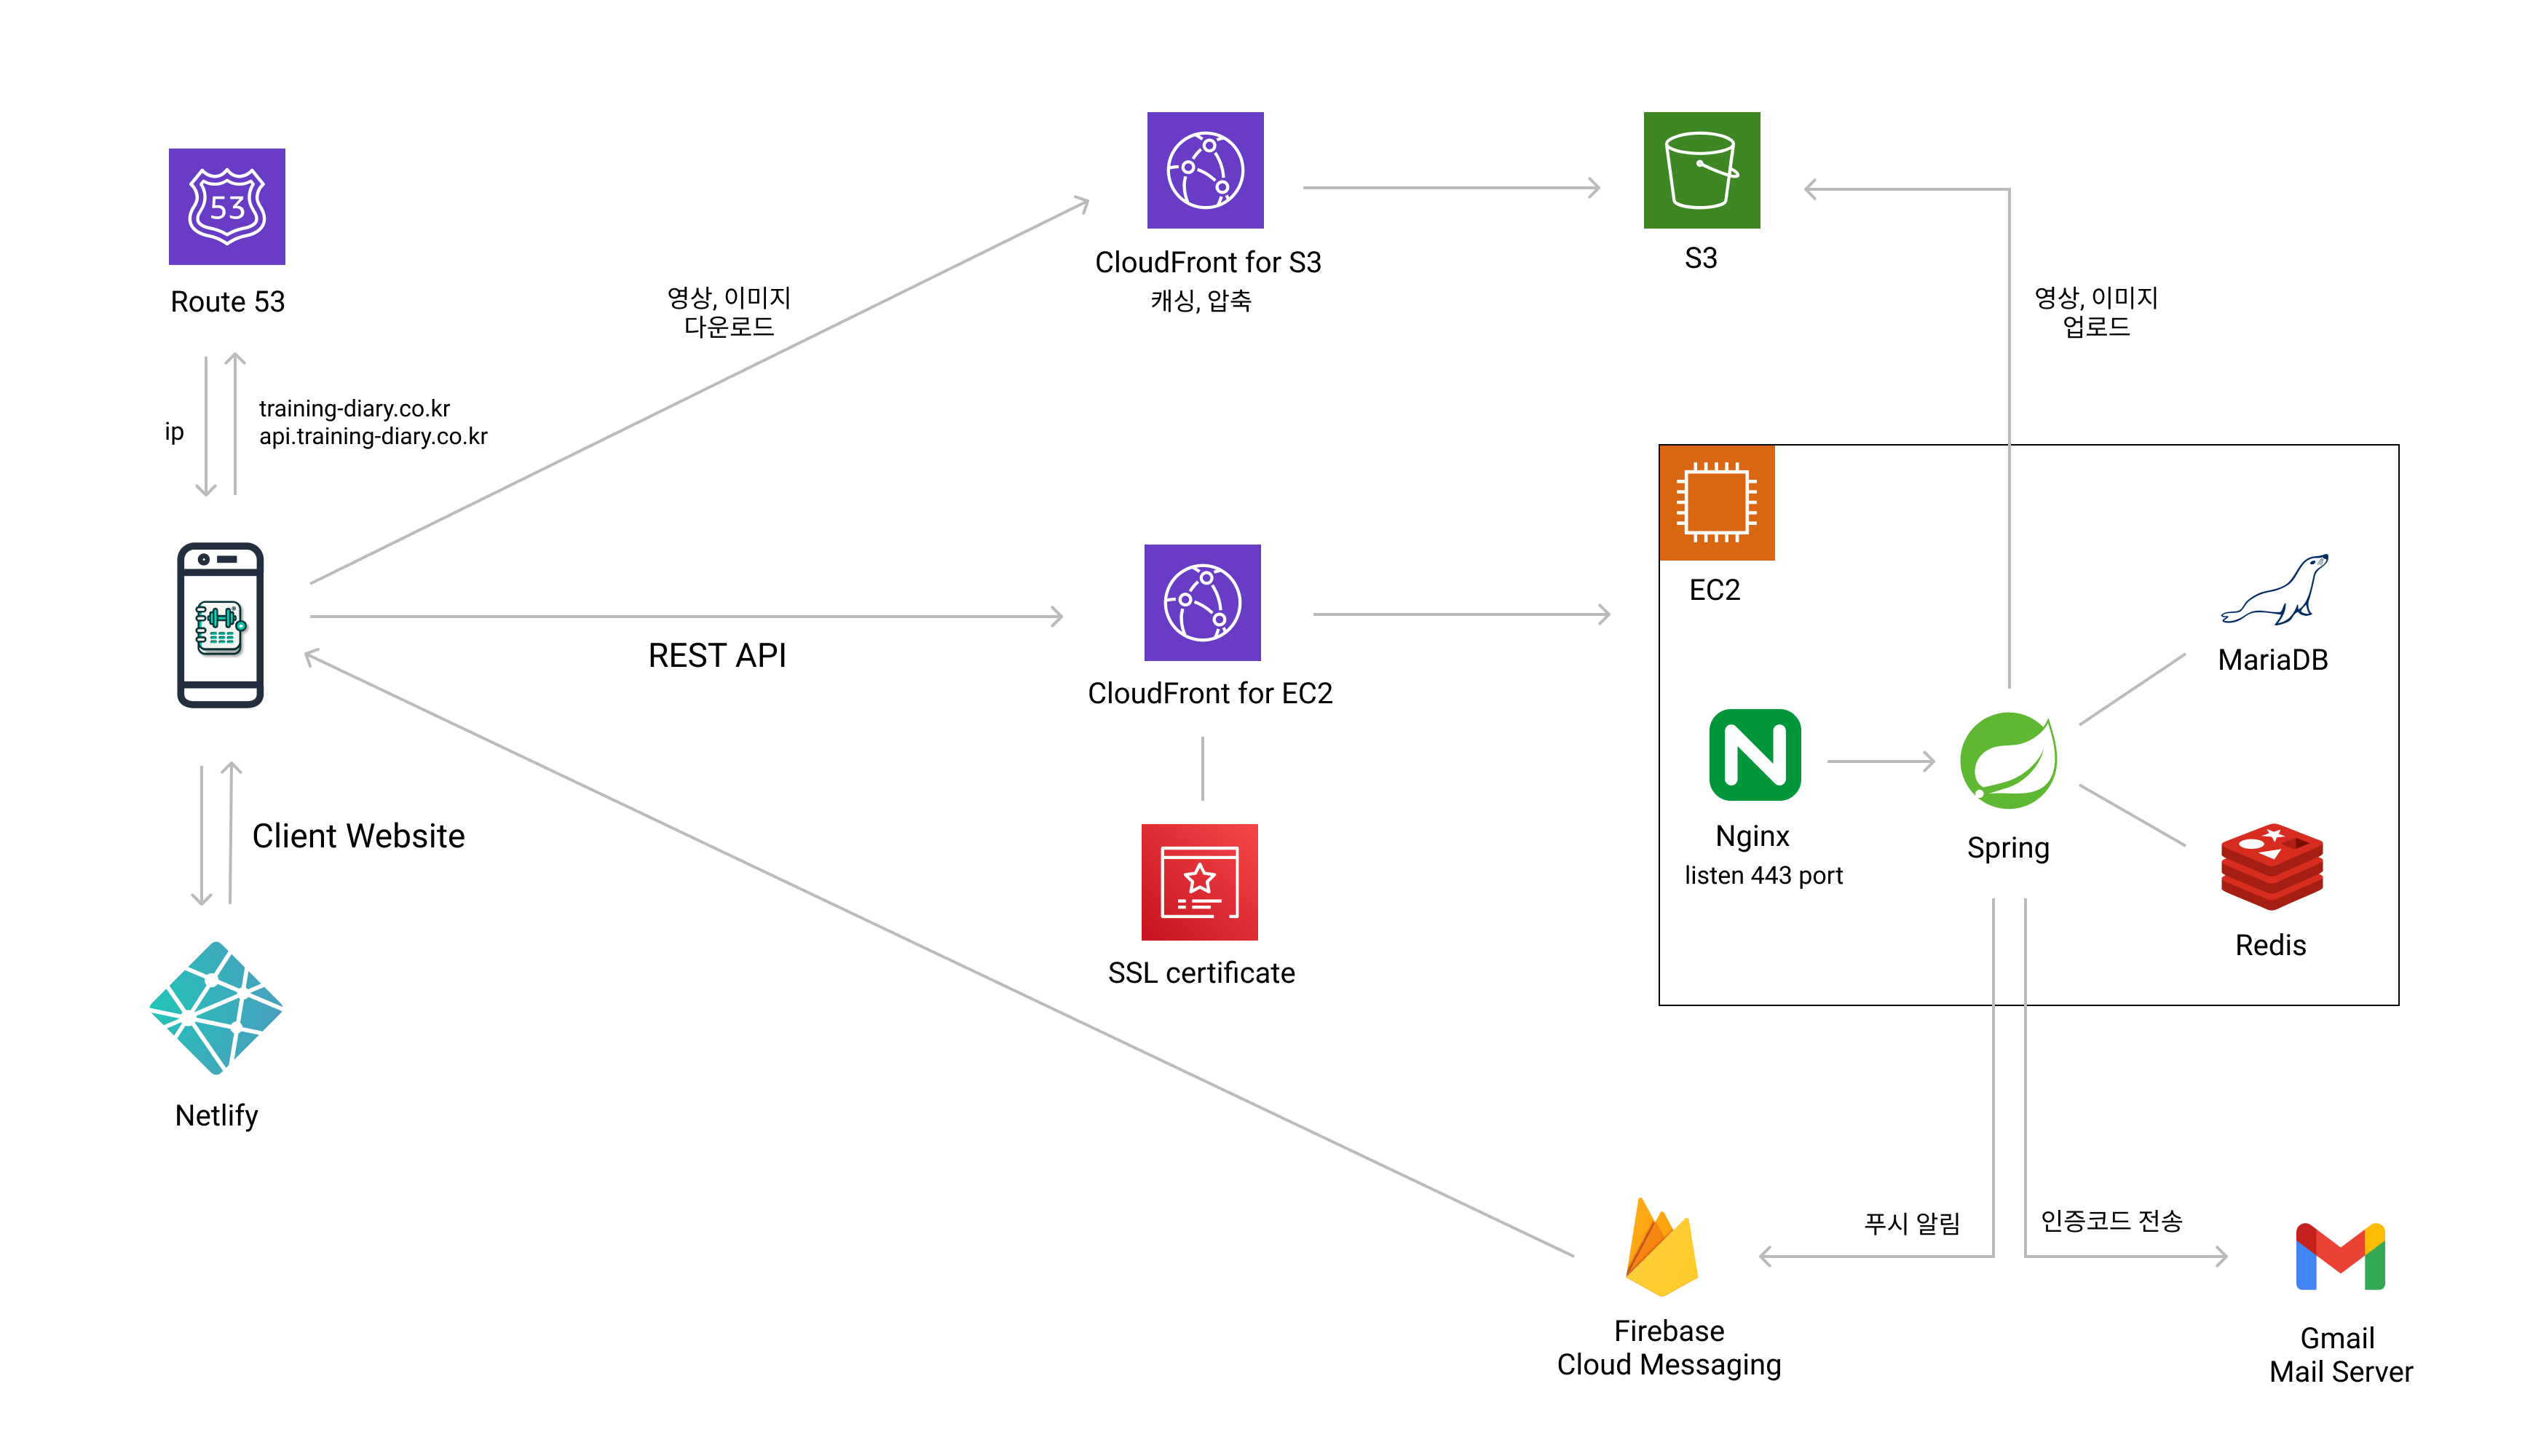 53
Route 53
ip
training-diary.co.kr
api.training-diary.co.kr
영상, 이미지
다운로드
CloudFront for S3
캐싱, 압축
S3
영상, 이미지
업로드
REST API
CloudFront for EC2
SSL certificate
EC2
MariaDB
Nginx
listen 443 port
Spring
Redis
Client Website
Netlify
푸시 알림
인증코드 전송
Firebase
Cloud Messaging
Gmail
Mail Server